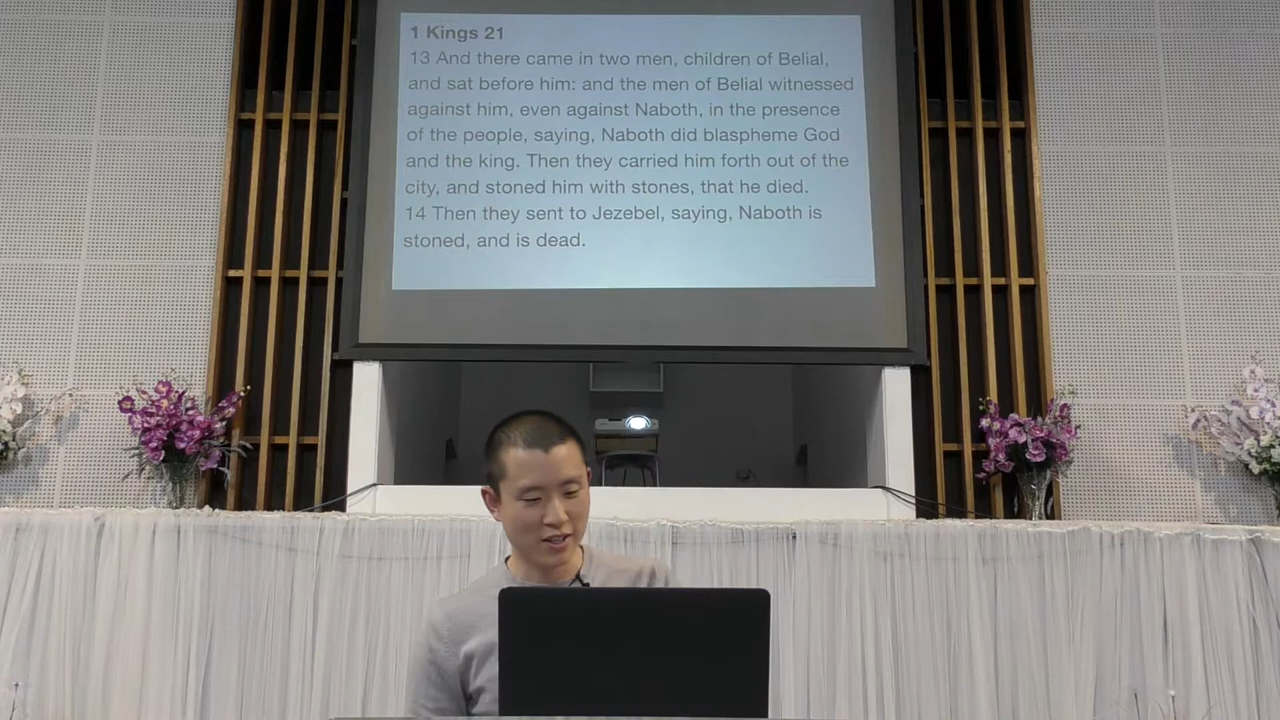 1 Kings 21
13 And there came in two men, children of Belial,
and sat before him: and the men of Belial witnessed
against him, even against Naboth, in the presence
of the people, saying, Naboth did blaspheme God
and the king. Then they carried him forth out of the
city, and stoned him with stones, that he died.
14 Then they sent to Jezebel, saying, Naboth is
stoned, and is dead.